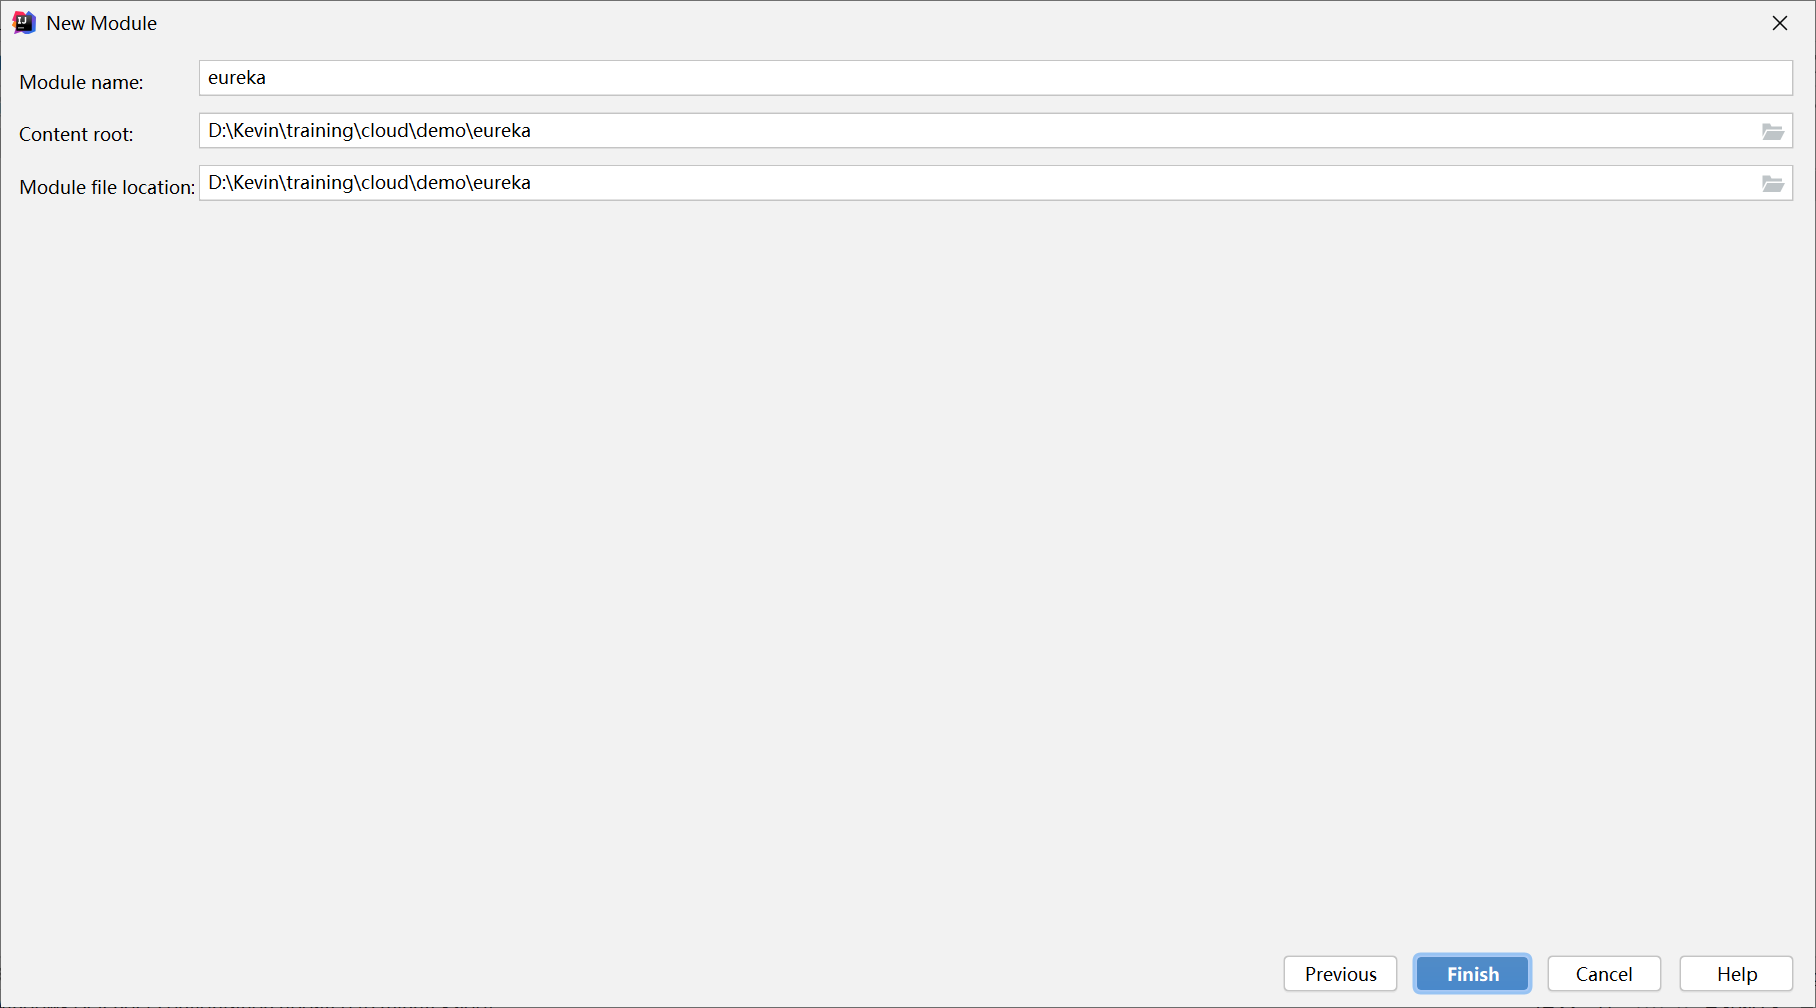 New Module
Module name: eureka
Content root: D:\Kevin\training\cloud\demo\eureka
Module file location: D:\Kevin\training\cloud\demo\eureka
Previous Finish Cancel Help